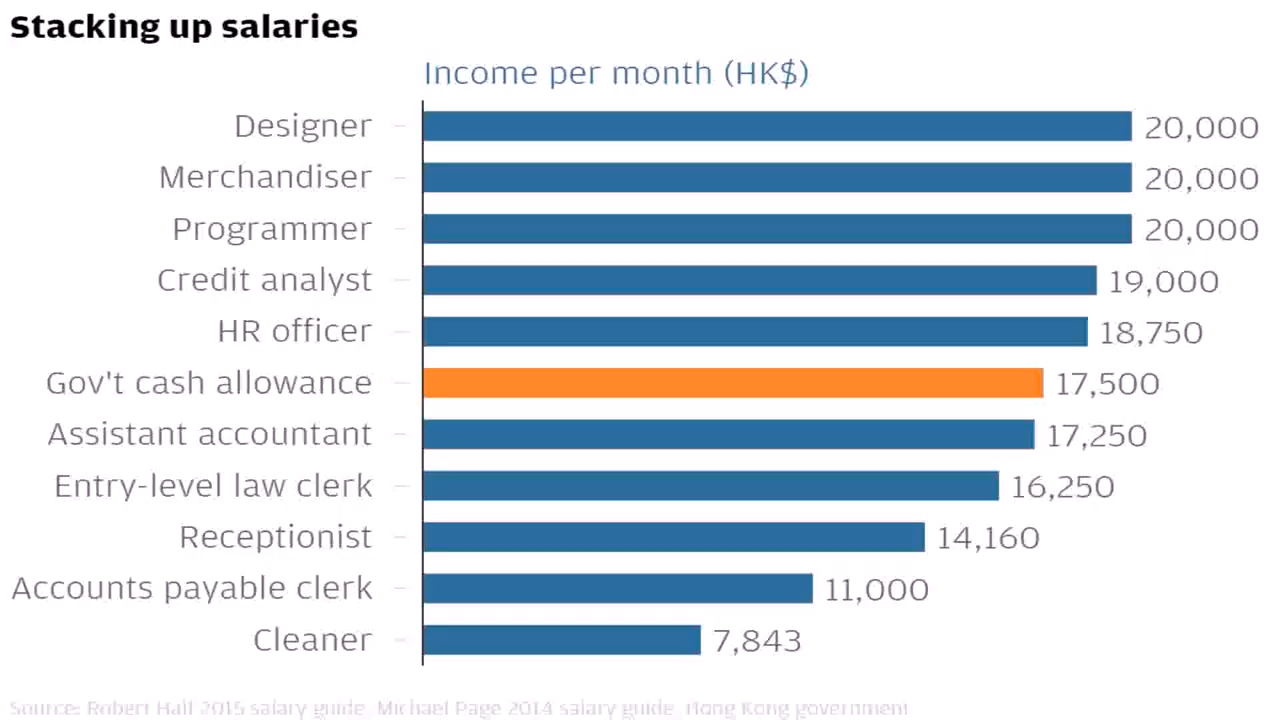 Stacking up salaries
Income per month (HK$)
Designer 20,000
Merchandiser 20,000
Programmer 20,000
Credit analyst 19,000
HR officer 18,750
Gov't cash allowance 17,500
Assistant accountant 17,250
Entry-level law clerk 16,250
Receptionist 14,160
Accounts payable clerk 11,000
Cleaner 7,843
Source: Robert Half 2015 salary guide, Michael Page 2014 salary guide, Hong Kong government